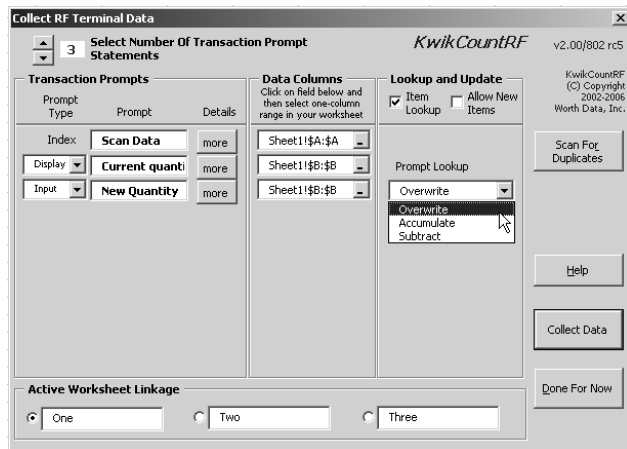 Collect RF Terminal Data
3 Select Number Of Transaction Prompt Statements
KwikCountRF
v2.00/802 rc5
KwikCountRF
(C) Copyright
2002-2006
Worth Data, Inc.
Transaction Prompts
Prompt Type
Prompt
Details
Index
Scan Data
more
Display
Current quanti
more
Input
New Quantity
more
Data Columns
Click on field below and
then select one-column
range in your worksheet
Sheet1!$A:$A
Sheet1!$B:$B
Sheet1!$B:$B
Lookup and Update
Item Lookup
Allow New Items
Prompt Lookup
Overwrite
Overwrite
Accumulate
Subtract
Scan For Duplicates
Help
Collect Data
Done For Now
Active Worksheet Linkage
One
Two
Three